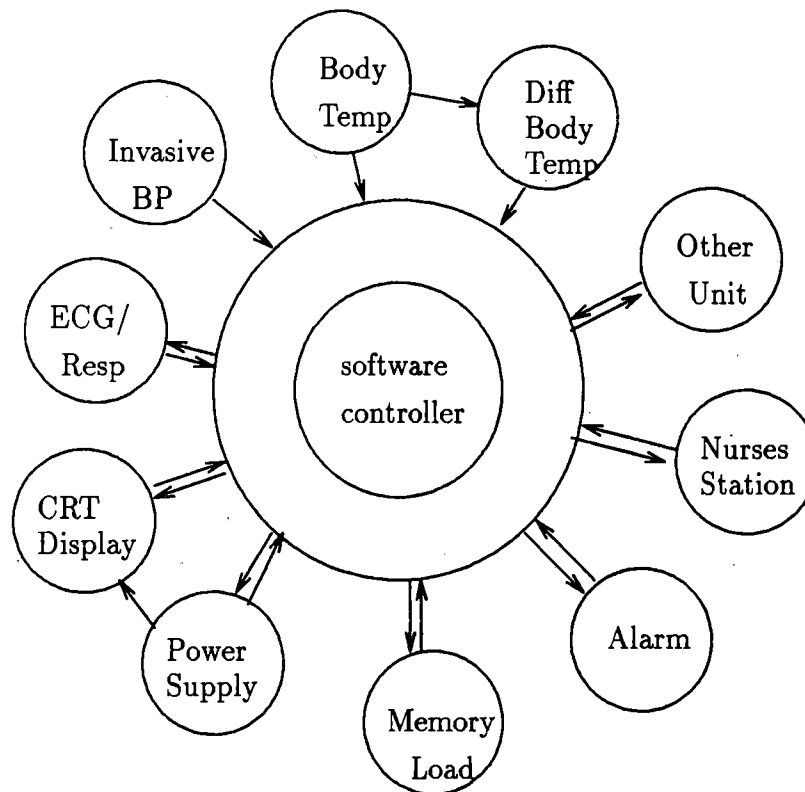 Body
Temp
Diff
Body
Temp
Invasive
BP
Other
Unit
ECG/
Resp
software
controller
Nurses
Station
CRT
Display
Alarm
Power
Supply
Memory
Load